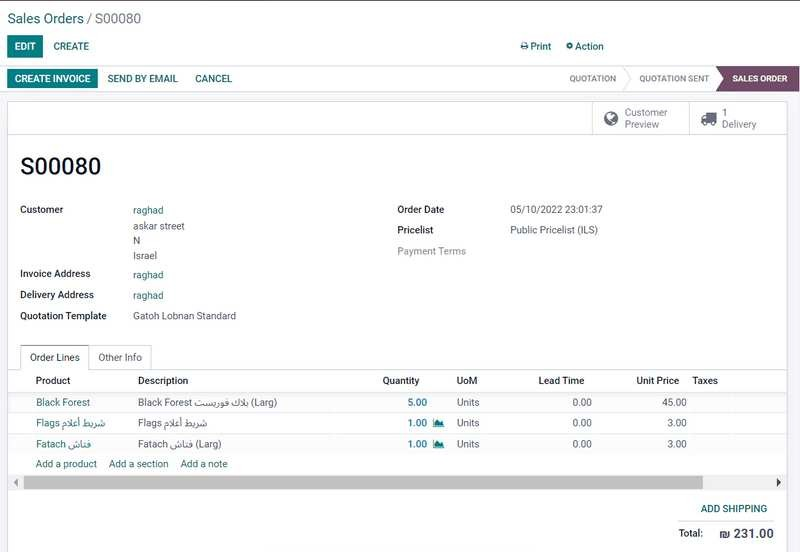 Sales Orders / S00080
EDIT CREATE Print Action
CREATE INVOICE SEND BY EMAIL CANCEL QUOTATION QUOTATION SENT SALES ORDER
Customer Preview
1 Delivery
S00080
Customer raghad
askar street
N
Israel
Invoice Address raghad
Delivery Address raghad
Quotation Template Gatoh Lobnan Standard
Order Date 05/10/2022 23:01:37
Pricelist Public Pricelist (ILS)
Payment Terms
Order Lines Other Info
Product Description Quantity UoM Lead Time Unit Price Taxes
Black Forest Black Forest بلاك فوريست (Larg) 5.00 Units 0.00 45.00
Flags شريط أعلام Flags شريط أعلام 1.00 Units 0.00 3.00
Fatach فتاش Fatach فتاش (Larg) 1.00 Units 0.00 3.00
Add a product Add a section Add a note
ADD SHIPPING
Total: ₪ 231.00